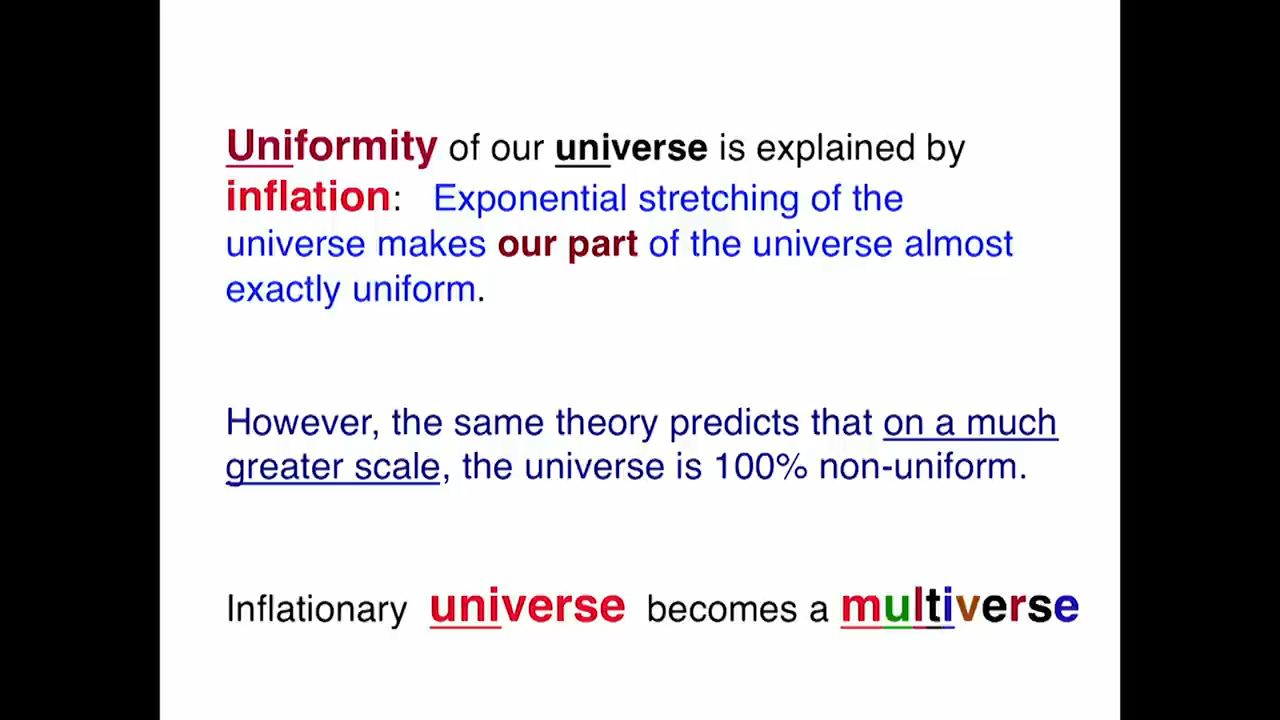 Uniformity of our universe is explained by
inflation: Exponential stretching of the
universe makes our part of the universe almost
exactly uniform.
However, the same theory predicts that on a much
greater scale, the universe is 100% non-uniform.
Inflationary universe becomes a multiverse